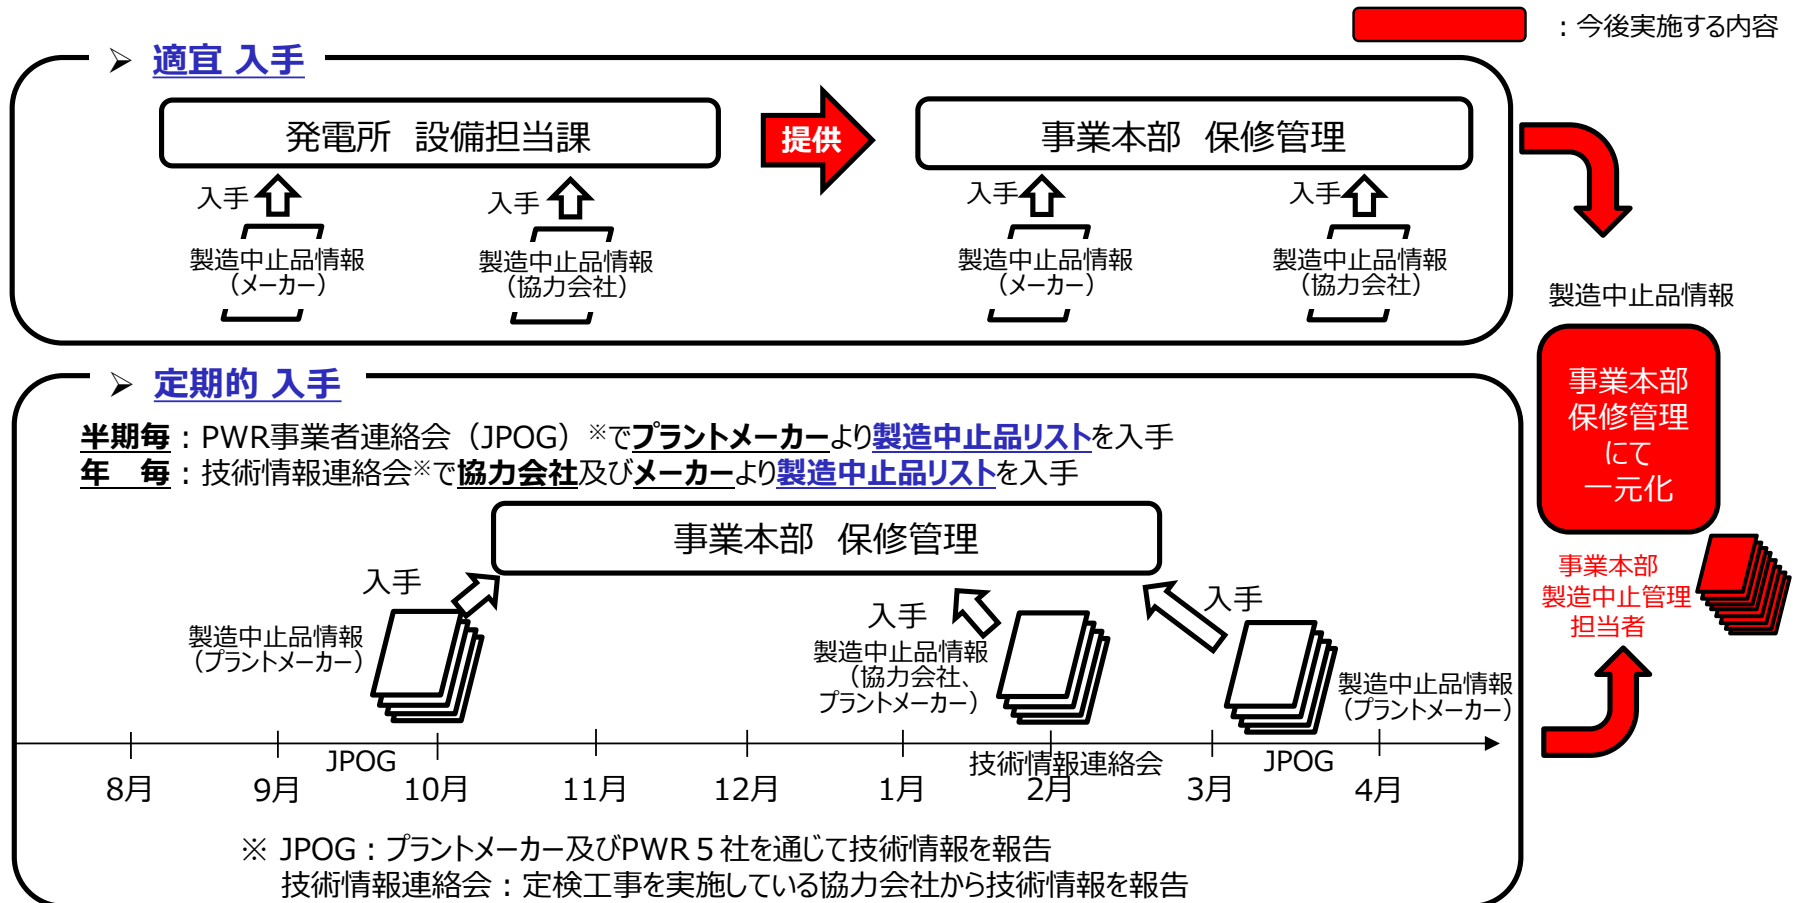 ：今後実施する内容
➢ 適宜 入手
発電所 設備担当課
提供
事業本部 保修管理
入手
入手
入手
入手
製造中止品情報
（メーカー）
製造中止品情報
（協力会社）
製造中止品情報
（メーカー）
製造中止品情報
（協力会社）
製造中止品情報
事業本部
保修管理
にて
一元化
事業本部
製造中止管理
担当者
➢ 定期的 入手
半期毎：PWR事業者連絡会（JPOG）※でプラントメーカーより製造中止品リストを入手
年 毎：技術情報連絡会※で協力会社及びメーカーより製造中止品リストを入手
事業本部 保修管理
入手
入手
入手
製造中止品情報
（プラントメーカー）
製造中止品情報
（協力会社、
プラントメーカー）
製造中止品情報
（プラントメーカー）
JPOG
技術情報連絡会
JPOG
8月 9月 10月 11月 12月 1月 2月 3月 4月
※ JPOG：プラントメーカー及びPWR５社を通じて技術情報を報告
技術情報連絡会：定検工事を実施している協力会社から技術情報を報告